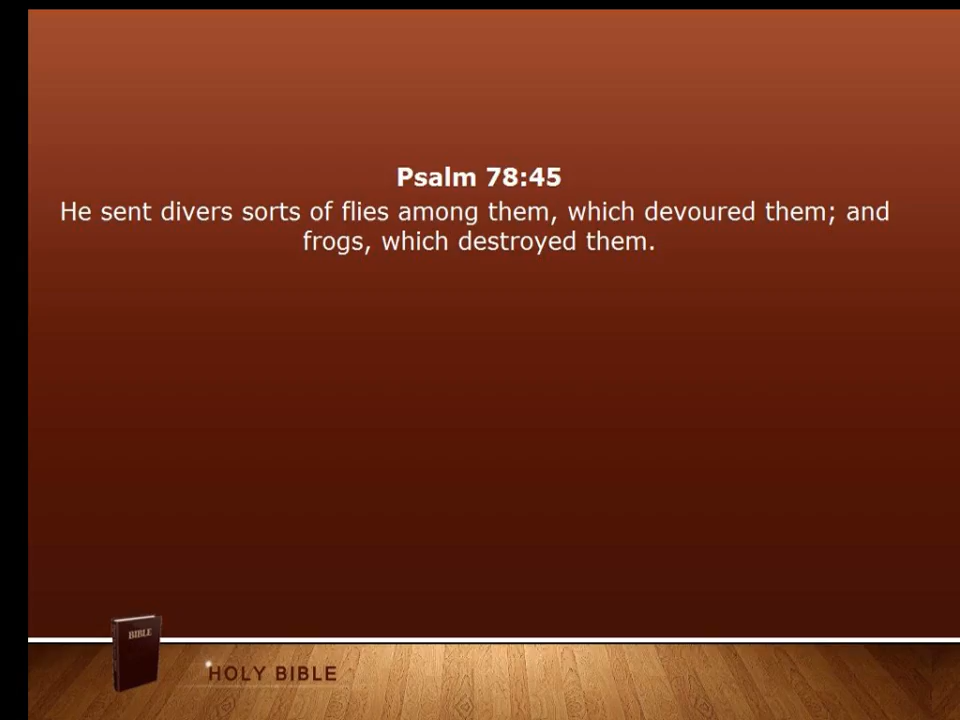 Psalm 78:45
He sent divers sorts of flies among them, which devoured them; and
frogs, which destroyed them.
BIBLE
HOLY BIBLE